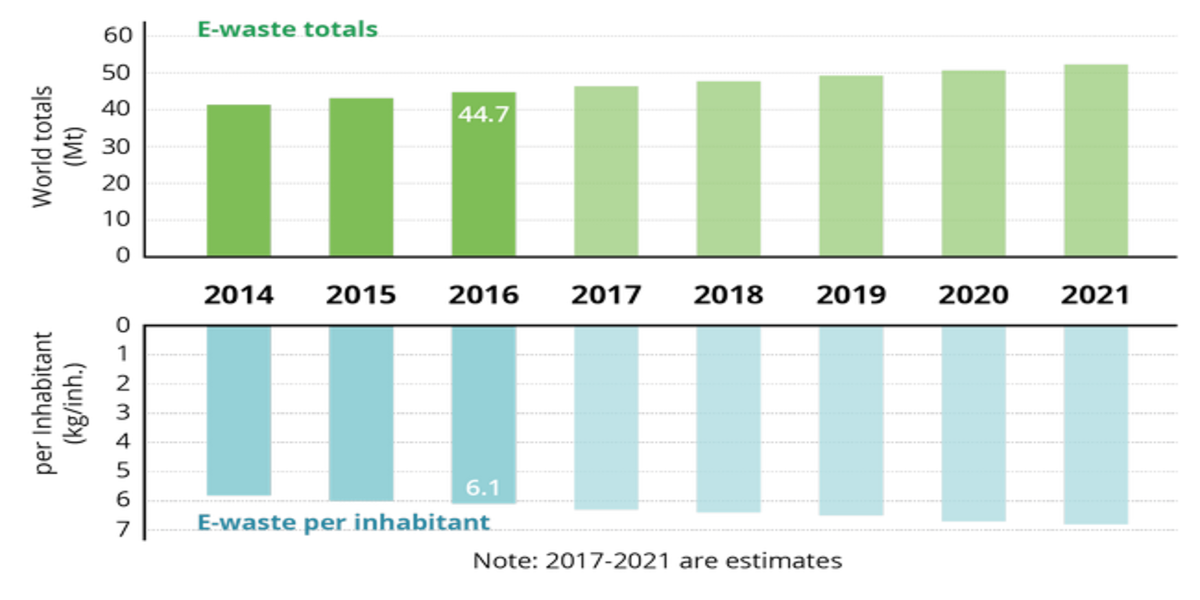 E-waste totals
World totals
(Mt)
60
50
40
30
20
10
0
44.7
2014 2015 2016 2017 2018 2019 2020 2021
per Inhabitant
(kg/inh.)
0
1
2
3
4
5
6
7
6.1
E-waste per inhabitant
Note: 2017-2021 are estimates